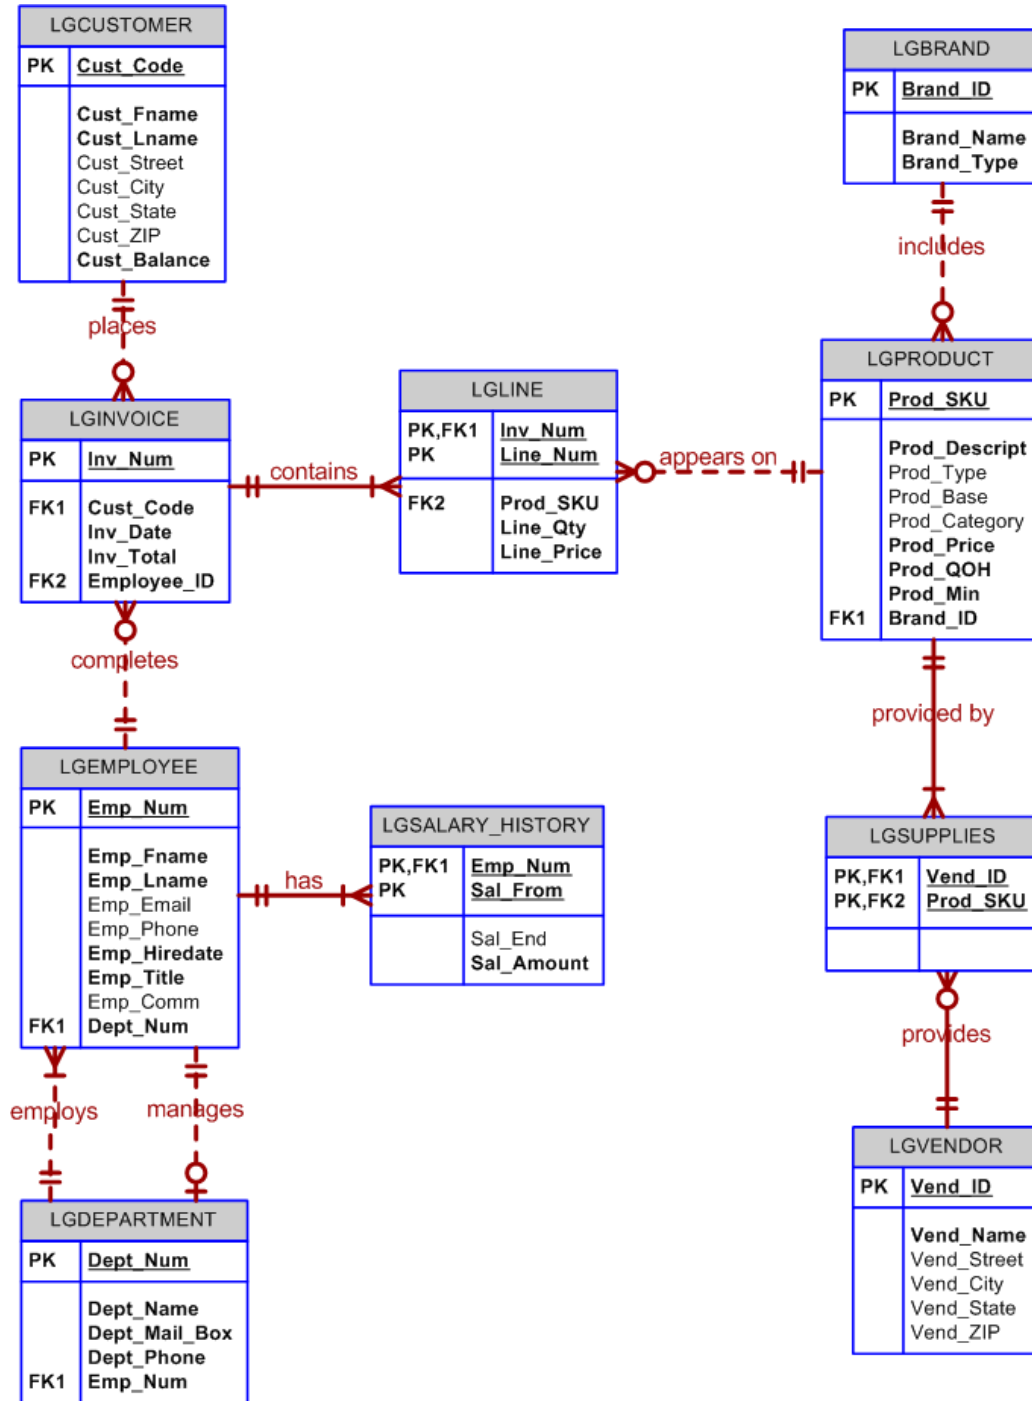 LGCUSTOMER
PK Cust_Code
Cust_Fname
Cust_Lname
Cust_Street
Cust_City
Cust_State
Cust_ZIP
Cust_Balance
places
LGINVOICE
PK Inv_Num
FK1 Cust_Code
Inv_Date
Inv_Total
FK2 Employee_ID
contains
LGLINE
PK,FK1 Inv_Num
PK Line_Num
FK2 Prod_SKU
Line_Qty
Line_Price
appears on
LGBRAND
PK Brand_ID
Brand_Name
Brand_Type
includes
LGPRODUCT
PK Prod_SKU
Prod_Descript
Prod_Type
Prod_Base
Prod_Category
Prod_Price
Prod_QOH
Prod_Min
FK1 Brand_ID
provided by
completes
LGEMPLOYEE
PK Emp_Num
Emp_Fname
Emp_Lname
Emp_Email
Emp_Phone
Emp_Hiredate
Emp_Title
Emp_Comm
FK1 Dept_Num
has
LGSALARY_HISTORY
PK,FK1 Emp_Num
PK Sal_From
Sal_End
Sal_Amount
LGSUPPLIES
PK,FK1 Vend_ID
PK,FK2 Prod_SKU
provides
employs
manages
LGDEPARTMENT
PK Dept_Num
Dept_Name
Dept_Mail_Box
Dept_Phone
FK1 Emp_Num
LGVENDOR
PK Vend_ID
Vend_Name
Vend_Street
Vend_City
Vend_State
Vend_ZIP